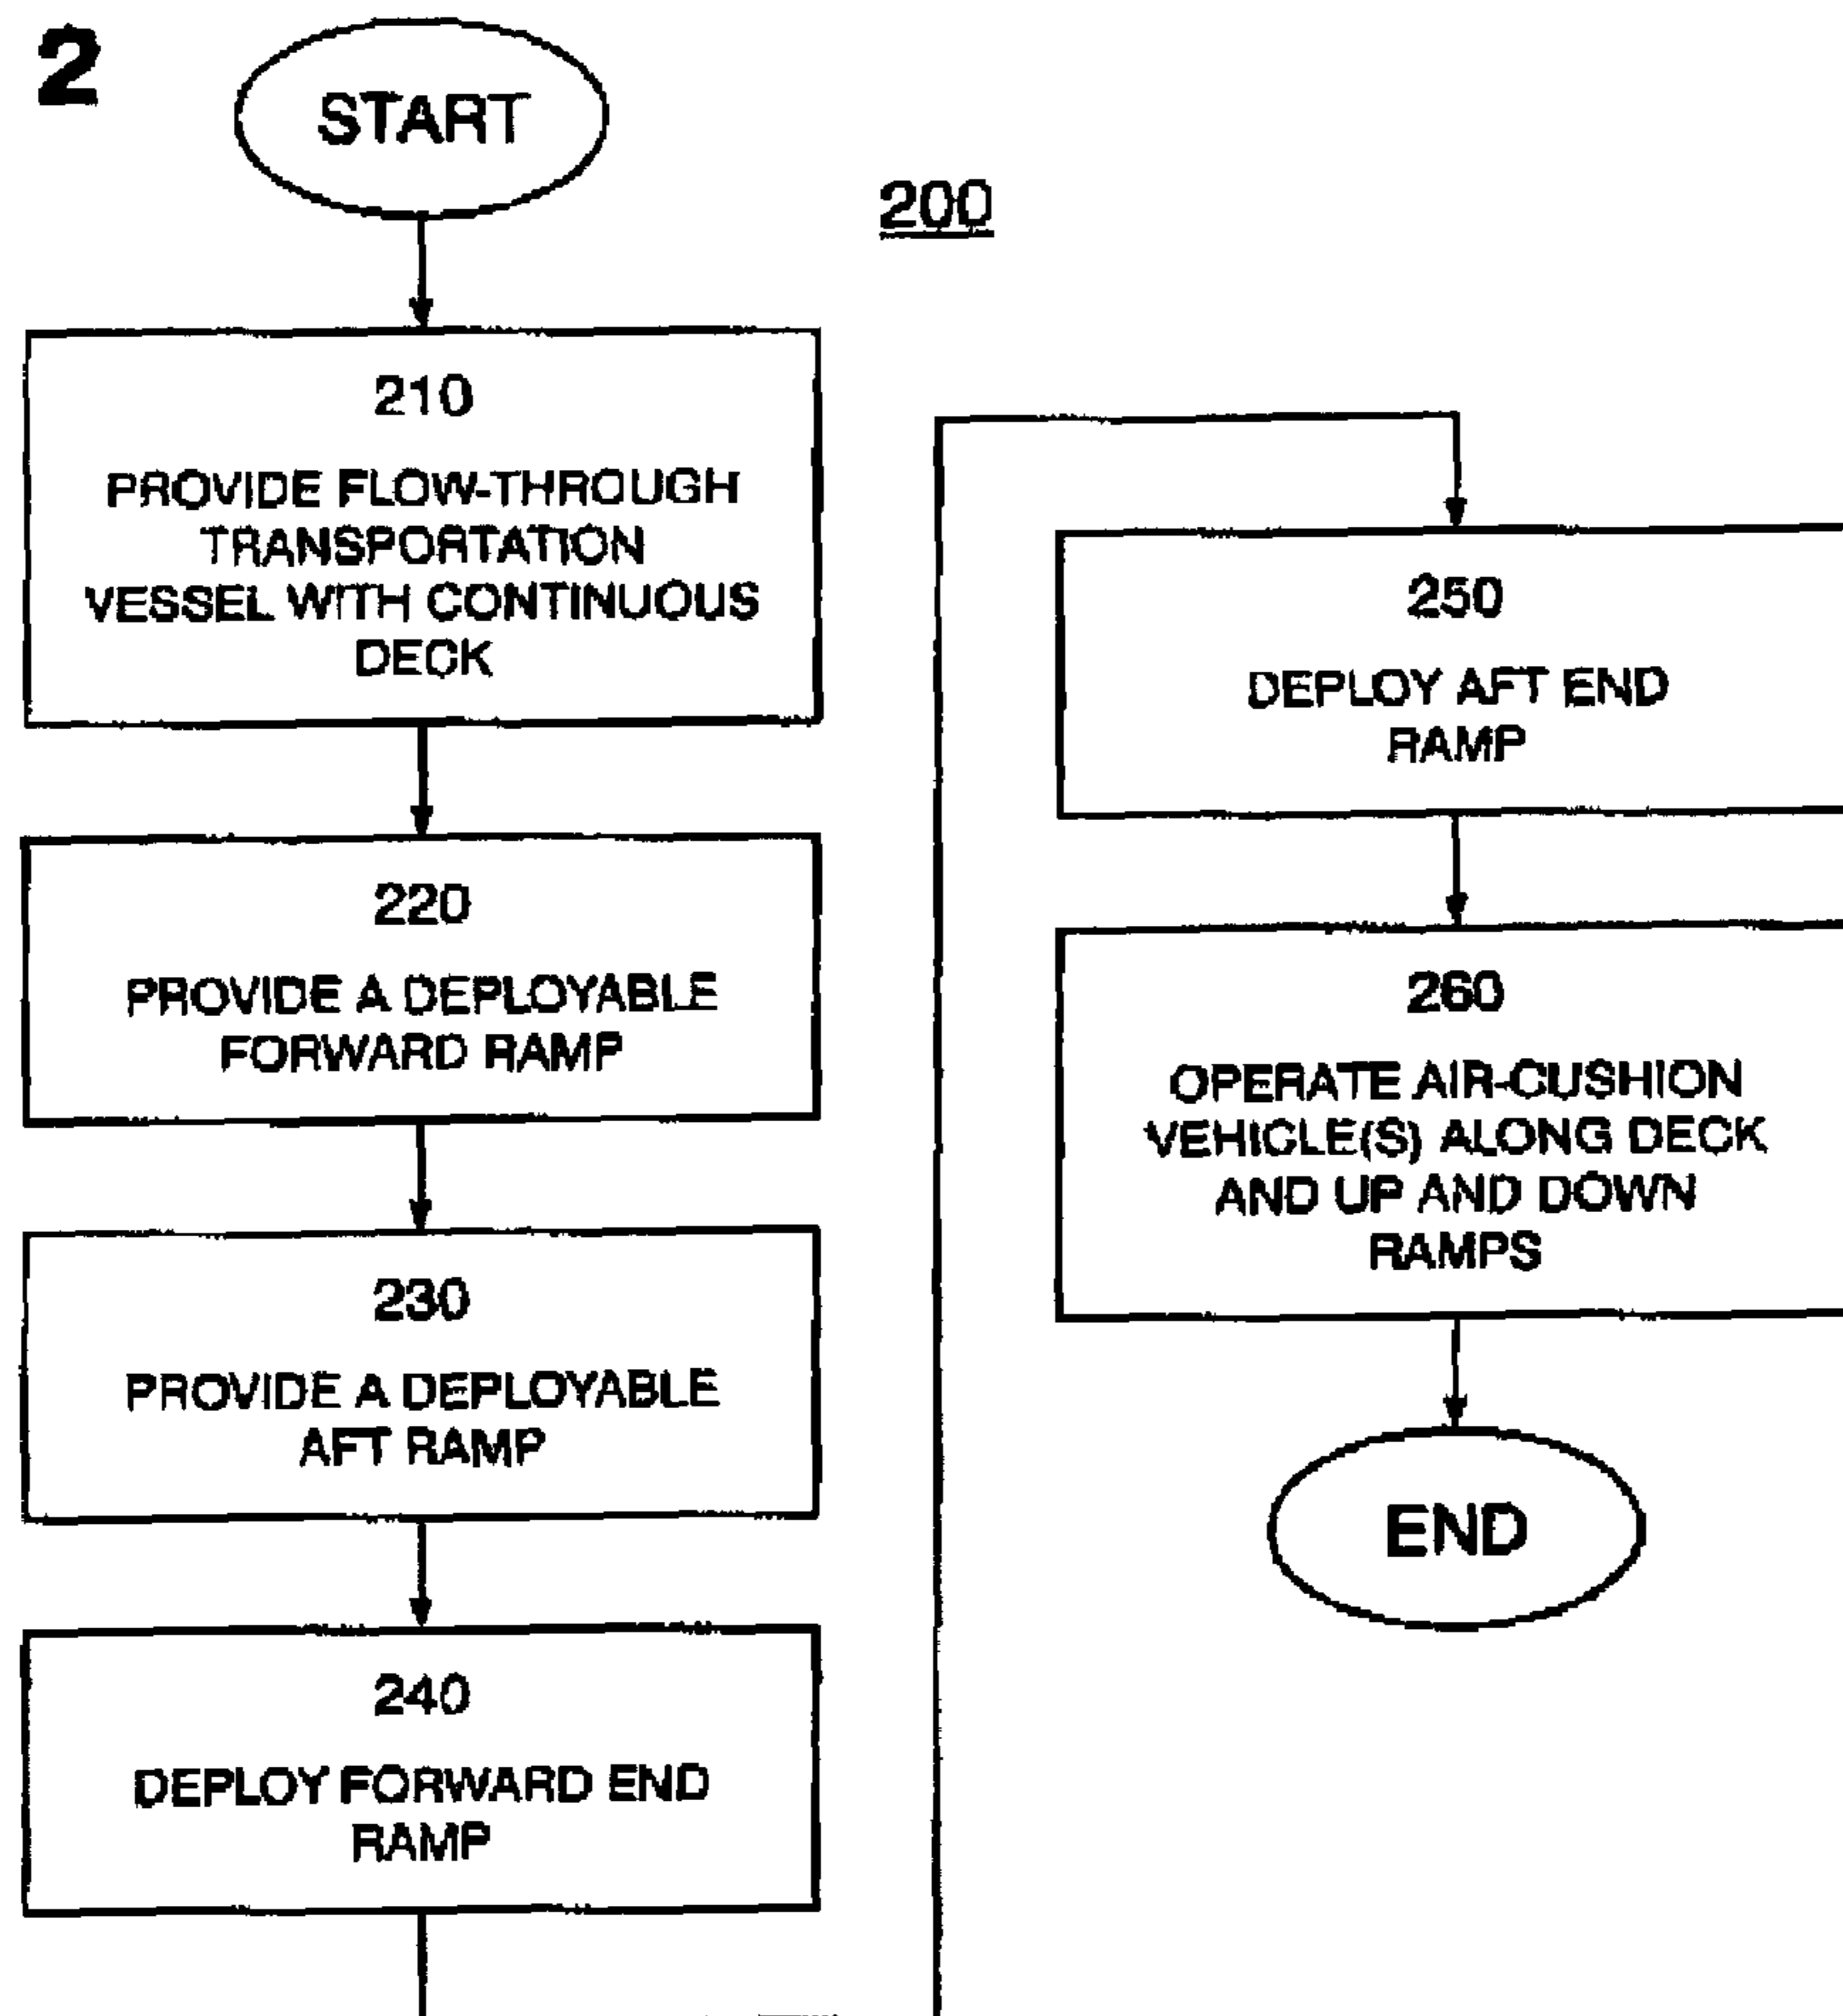 2
START
200
210
PROVIDE FLOW-THROUGH
TRANSPORTATION
VESSEL WITH CONTINUOUS
DECK
220
PROVIDE A DEPLOYABLE
FORWARD RAMP
230
PROVIDE A DEPLOYABLE
AFT RAMP
240
DEPLOY FORWARD END
RAMP
250
DEPLOY AFT END
RAMP
260
OPERATE AIR-CUSHION
VEHICLE(S) ALONG DECK
AND UP AND DOWN
RAMPS
END